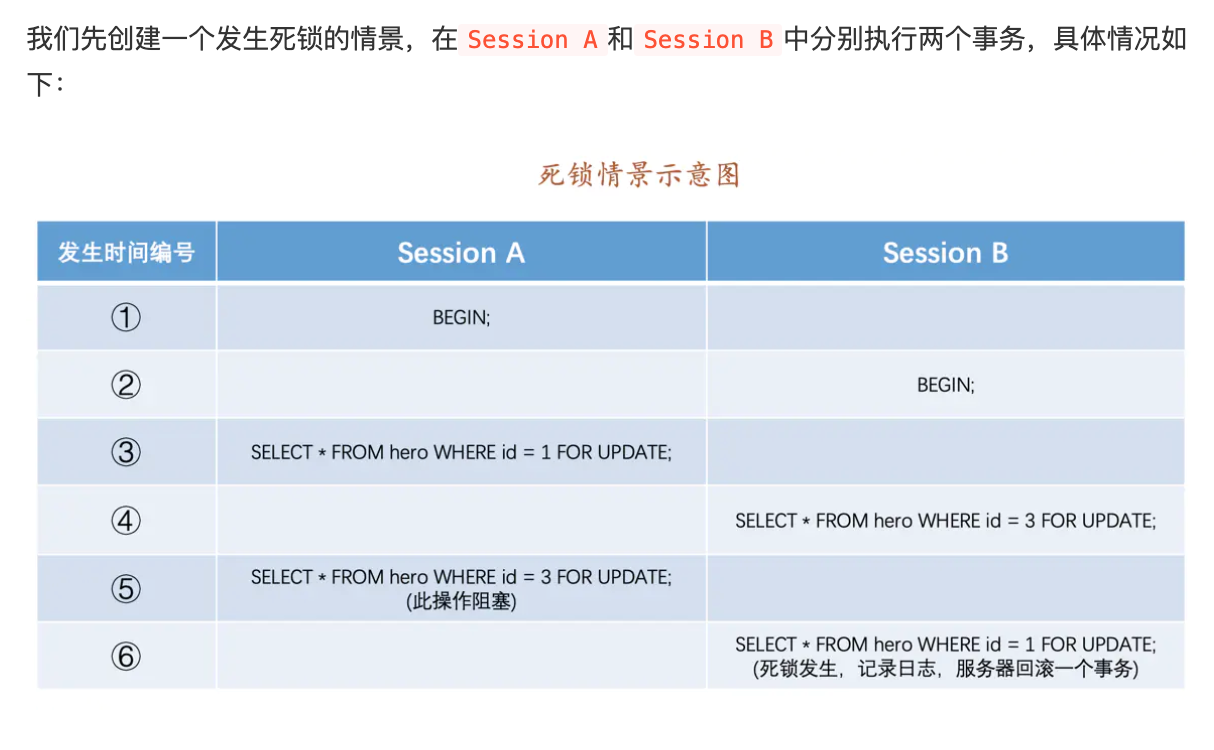 我们先创建一个发生死锁的情景，在 Session A 和 Session B 中分别执行两个事务，具体情况如
下：
死锁情景示意图
发生时间编号 Session A Session B
① BEGIN;
② BEGIN;
③ SELECT * FROM hero WHERE id = 1 FOR UPDATE;
④ SELECT * FROM hero WHERE id = 3 FOR UPDATE;
⑤ SELECT * FROM hero WHERE id = 3 FOR UPDATE;
(此操作阻塞)
⑥ SELECT * FROM hero WHERE id = 1 FOR UPDATE;
(死锁发生，记录日志，服务器回滚一个事务)